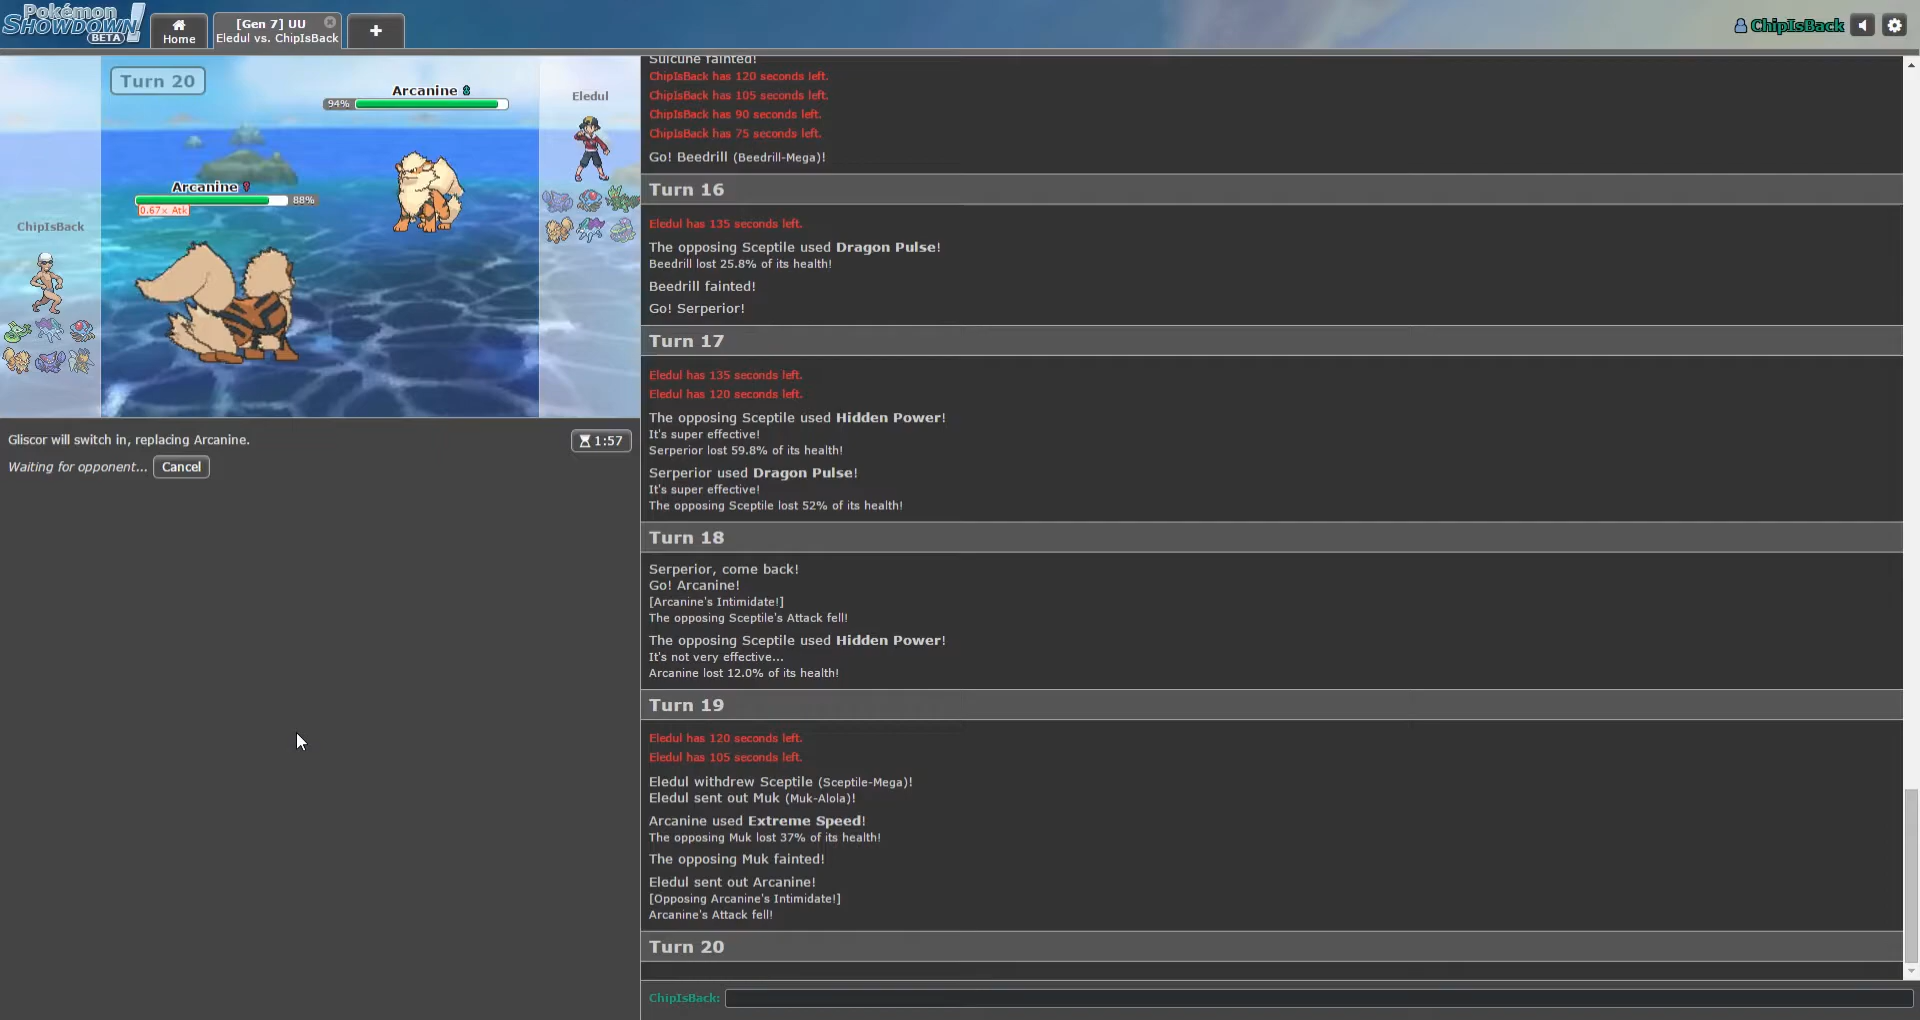 Pokémon
SHOWDOWN!
BETA
Home
[Gen 7] UU
Eledul vs. ChipIsBack
+
ChipIsBack
Turn 20
Arcanine
94%
Eledul
Arcanine
88%
0.67x Atk
ChipIsBack
Gliscor will switch in, replacing Arcanine.
1:57
Waiting for opponent... Cancel
Suicune fainted!
ChipIsBack has 120 seconds left.
ChipIsBack has 105 seconds left.
ChipIsBack has 90 seconds left.
ChipIsBack has 75 seconds left.
Go! Beedrill (Beedrill-Mega)!
Turn 16
Eledul has 135 seconds left.
The opposing Sceptile used Dragon Pulse!
Beedrill lost 25.8% of its health!
Beedrill fainted!
Go! Serperior!
Turn 17
Eledul has 135 seconds left.
Eledul has 120 seconds left.
The opposing Sceptile used Hidden Power!
It's super effective!
Serperior lost 59.8% of its health!
Serperior used Dragon Pulse!
It's super effective!
The opposing Sceptile lost 52% of its health!
Turn 18
Serperior, come back!
Go! Arcanine!
[Arcanine's Intimidate!]
The opposing Sceptile's Attack fell!
The opposing Sceptile used Hidden Power!
It's not very effective...
Arcanine lost 12.0% of its health!
Turn 19
Eledul has 120 seconds left.
Eledul has 105 seconds left.
Eledul withdrew Sceptile (Sceptile-Mega)!
Eledul sent out Muk (Muk-Alola)!
Arcanine used Extreme Speed!
The opposing Muk lost 37% of its health!
The opposing Muk fainted!
Eledul sent out Arcanine!
[Opposing Arcanine's Intimidate!]
Arcanine's Attack fell!
Turn 20
ChipIsBack: